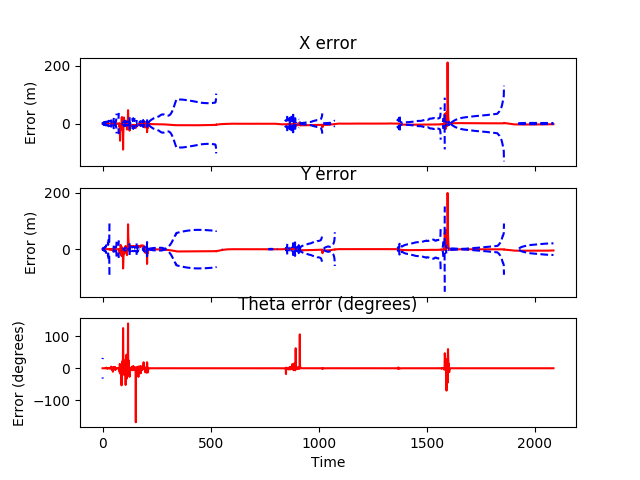 X error
200
0
Error (m)
Y error
200
0
Error (m)
Theta error (degrees)
100
0
−100
Error (degrees)
0 500 1000 1500 2000
Time